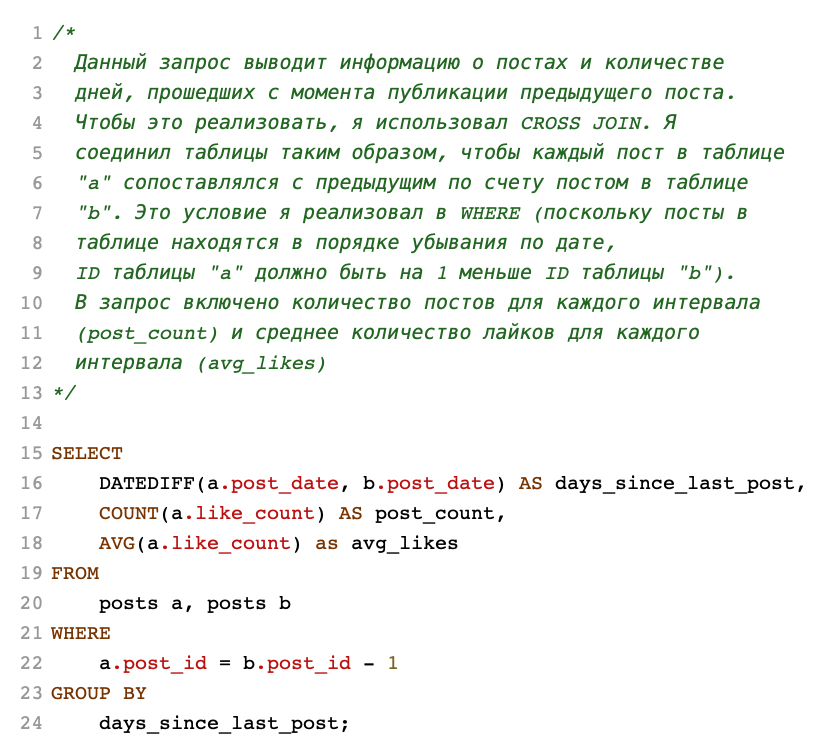 1 /*
2 Данный запрос выводит информацию о постах и количестве
3 дней, прошедших с момента публикации предыдущего поста.
4 Чтобы это реализовать, я использовал CROSS JOIN. Я
5 соединил таблицы таким образом, чтобы каждый пост в таблице
6 "a" сопоставлялся с предыдущим по счету постом в таблице
7 "b". Это условие я реализовал в WHERE (поскольку посты в
8 таблице находятся в порядке убывания по дате,
9 ID таблицы "a" должно быть на 1 меньше ID таблицы "b").
10 В запрос включено количество постов для каждого интервала
11 (post_count) и среднее количество лайков для каждого
12 интервала (avg_likes)
13 */
14
15 SELECT
16 DATEDIFF(a.post_date, b.post_date) AS days_since_last_post,
17 COUNT(a.like_count) AS post_count,
18 AVG(a.like_count) as avg_likes
19 FROM
20 posts a, posts b
21 WHERE
22 a.post_id = b.post_id - 1
23 GROUP BY
24 days_since_last_post;